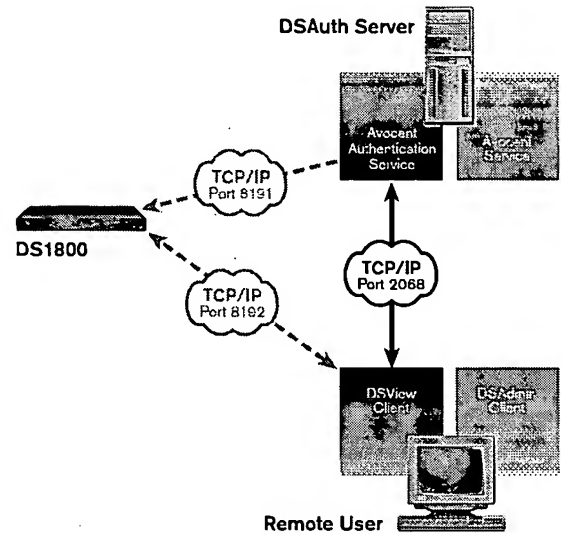 DSAuth Server
Avocent
Authentication
Service
Avocent
Service
TCP/IP
Port 8191
DS1800
TCP/IP
Port 2068
TCP/IP
Port 8192
DSView
Client
DSAdmin
Client
Remote User